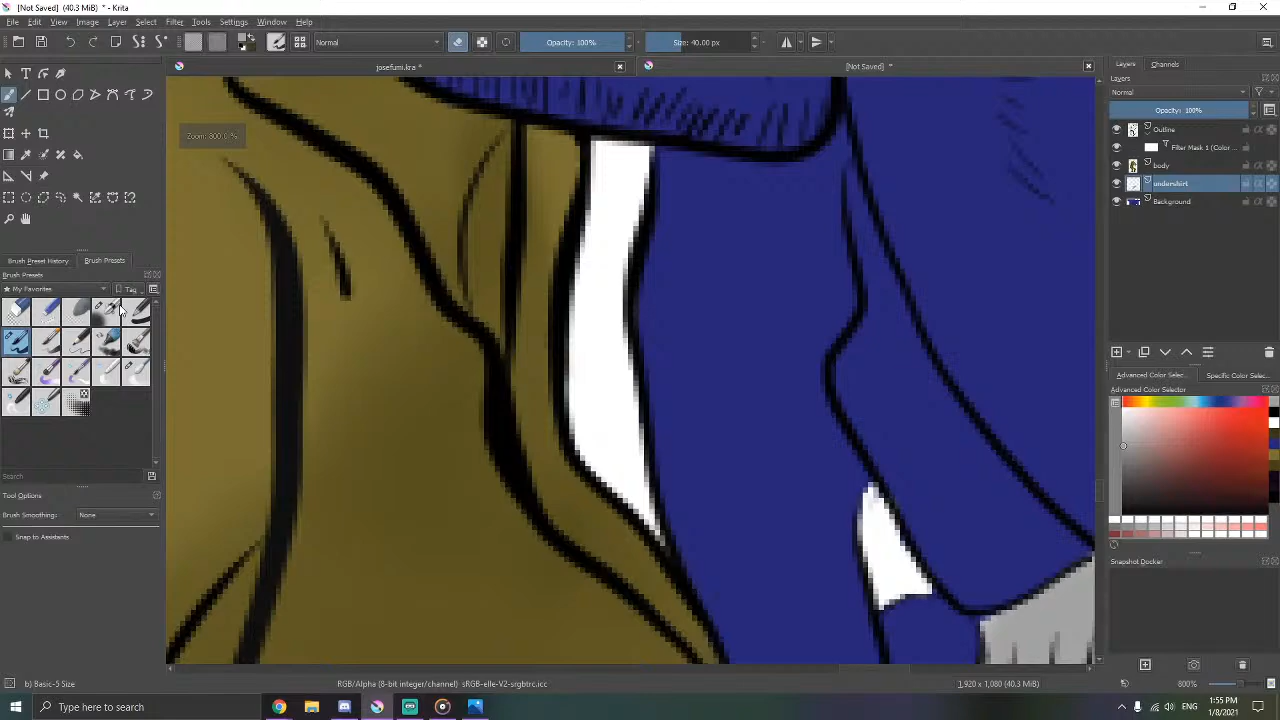 [Not Saved] (40.3 MiB) * - Krita
File Edit View Image Layer Select Filter Tools Settings Window Help
Normal Opacity: 100% Size: 40.00 px
josefumi.kra * [Not Saved] *
Zoom: 800.0 %
Layers Channels
Layers
Normal
Opacity: 100%
Outline
Filter Mask 1 (Color ...
body
undershirt
Background
Brush Preset History Brush Presets
Brush Presets
My Favorites Tag
Search
Tool Options
Brush Smoothing: None
Snap to Assistants
Advanced Color Selec... Specific Color Selec...
Advanced Color Selector
Snapshot Docker
b) Basic-5 Size RGB/Alpha (8-bit integer/channel) sRGB-elle-V2-srgbtrc.icc 1,920 x 1,080 (40.3 MiB) 800%
Type here to search
ENG
1:55 PM
1/8/2021